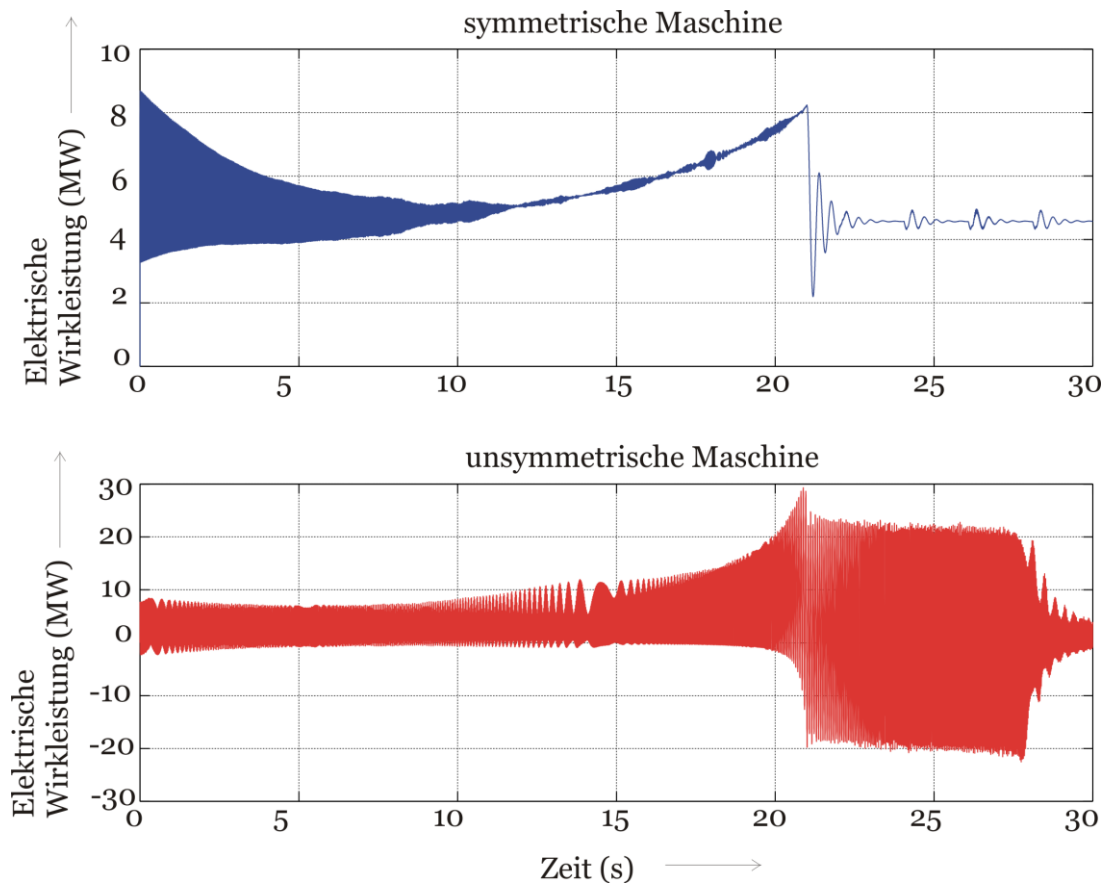 symmetrische Maschine
Elektrische
Wirkleistung (MW)
10
8
6
4
2
0
0 5 10 15 20 25 30
unsymmetrische Maschine
Elektrische
Wirkleistung (MW)
30
20
10
0
-10
-20
-30
0 5 10 15 20 25 30
Zeit (s)